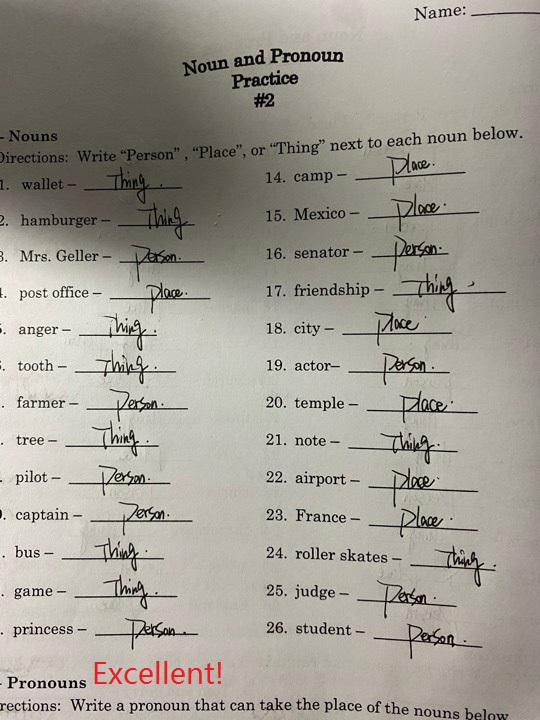 Name:
Noun and Pronoun
Practice
#2
- Nouns
Directions: Write "Person", "Place", or "Thing" next to each noun below.
1. wallet – Thing.
2. hamburger – Thing
3. Mrs. Geller – Person.
4. post office – Place.
5. anger – Thing.
. tooth – Thing.
. farmer – Person.
. tree – Thing.
. pilot – Person.
. captain – Person.
. bus – Thing.
. game – Thing.
. princess – Person.
14. camp – Place.
15. Mexico – Place.
16. senator – Person.
17. friendship – Thing.
18. city – Place
19. actor– Person.
20. temple – Place.
21. note – Thing.
22. airport – Place.
23. France – Place.
24. roller skates – Thing.
25. judge – Person.
26. student – Person.
- Pronouns Excellent!
rections: Write a pronoun that can take the place of the nouns below